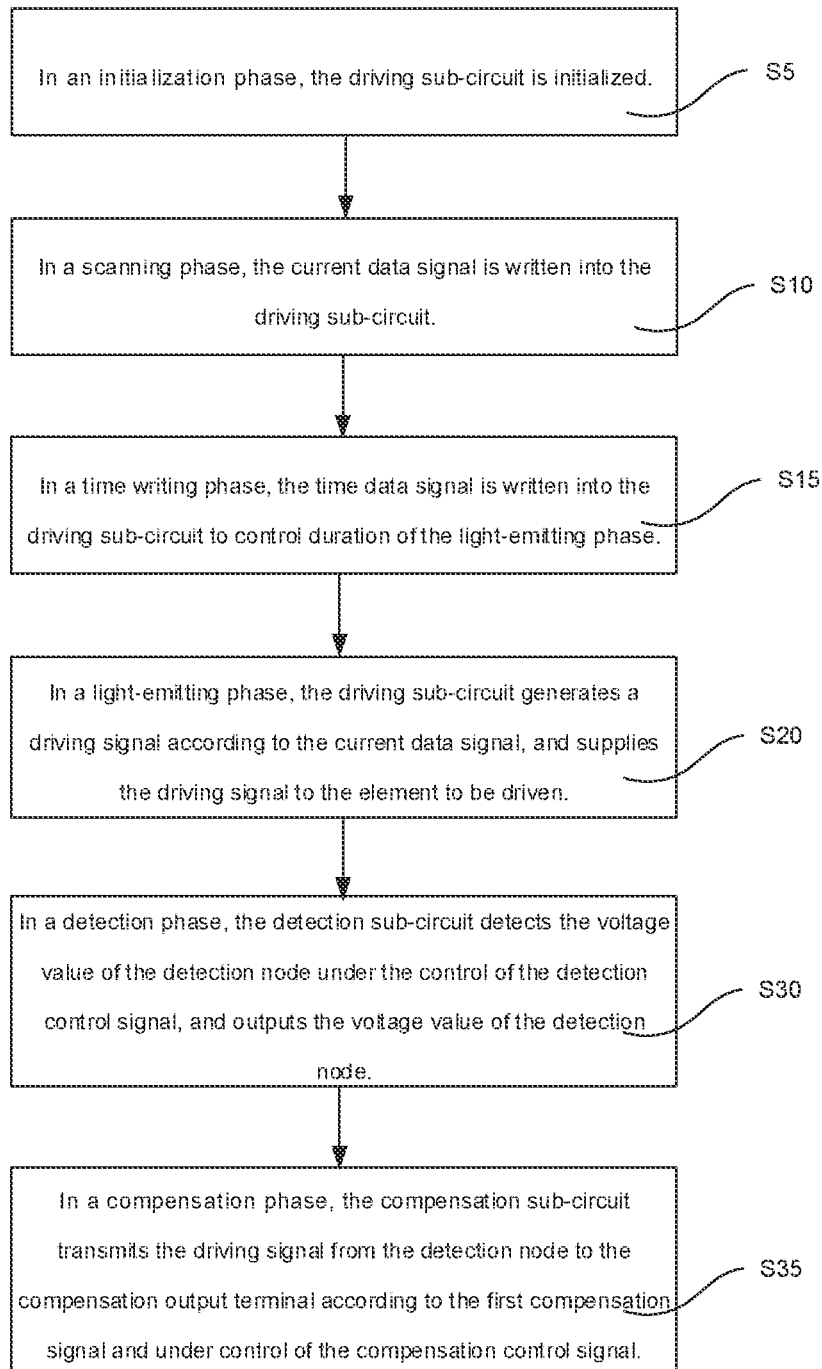 In an initialization phase, the driving sub-circuit is initialized.
S5
In a scanning phase, the current data signal is written into the
driving sub-circuit.
S10
In a time writing phase, the time data signal is written into the
driving sub-circuit to control duration of the light-emitting phase.
S15
In a light-emitting phase, the driving sub-circuit generates a
driving signal according to the current data signal, and supplies
the driving signal to the element to be driven.
S20
In a detection phase, the detection sub-circuit detects the voltage
value of the detection node under the control of the detection
control signal, and outputs the voltage value of the detection
node.
S30
In a compensation phase, the compensation sub-circuit
transmits the driving signal from the detection node to the
compensation output terminal according to the first compensation
signal and under control of the compensation control signal.
S35